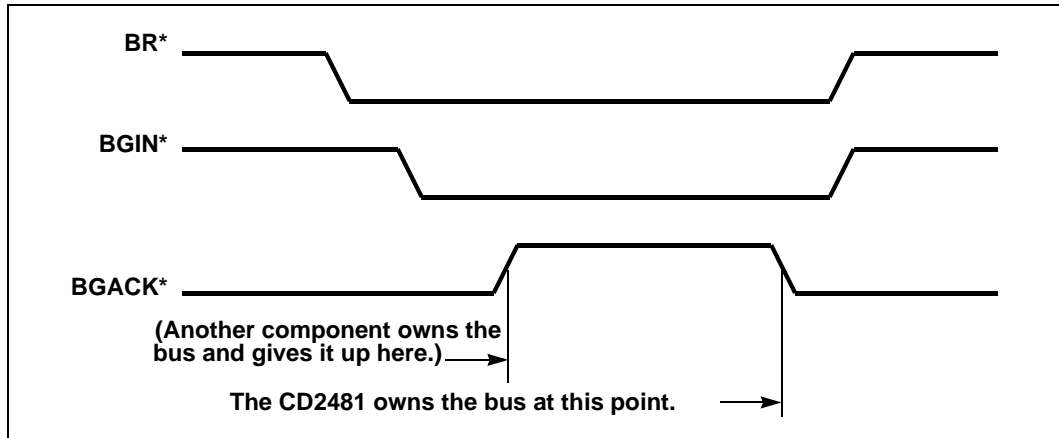 BR*
BGIN*
BGACK*
(Another component owns the
bus and gives it up here.)
The CD2481 owns the bus at this point.